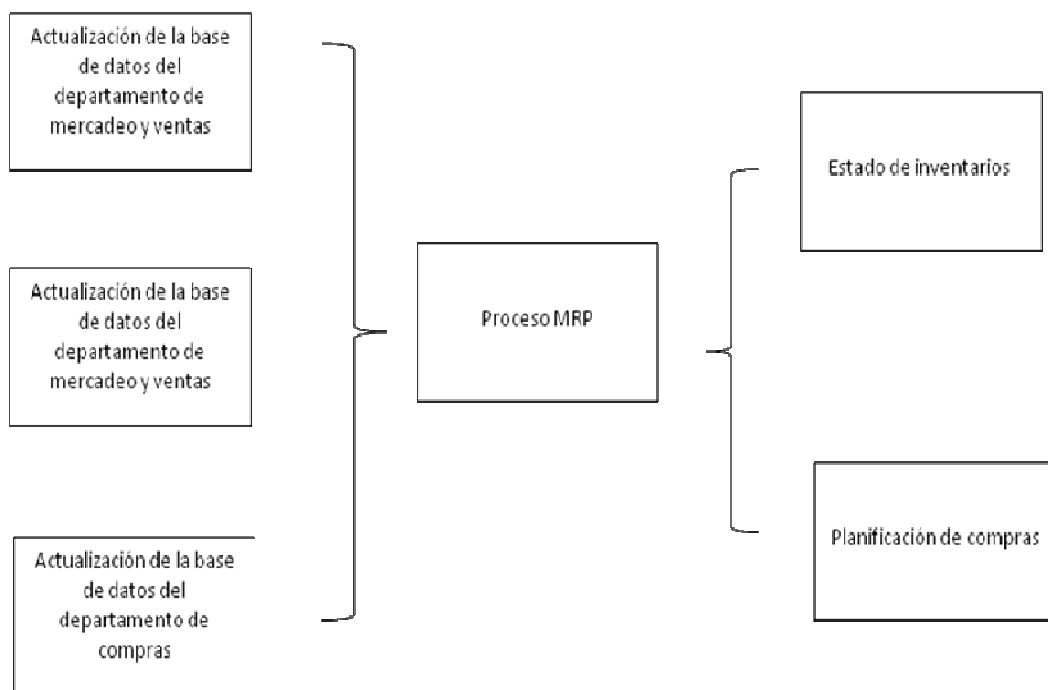 Actualización de la base
de datos del
departamento de
mercadeo y ventas
Actualización de la base
de datos del
departamento de
mercadeo y ventas
Actualización de la base
de datos del
departamento de
compras
Proceso MRP
Estado de inventarios
Planificación de compras